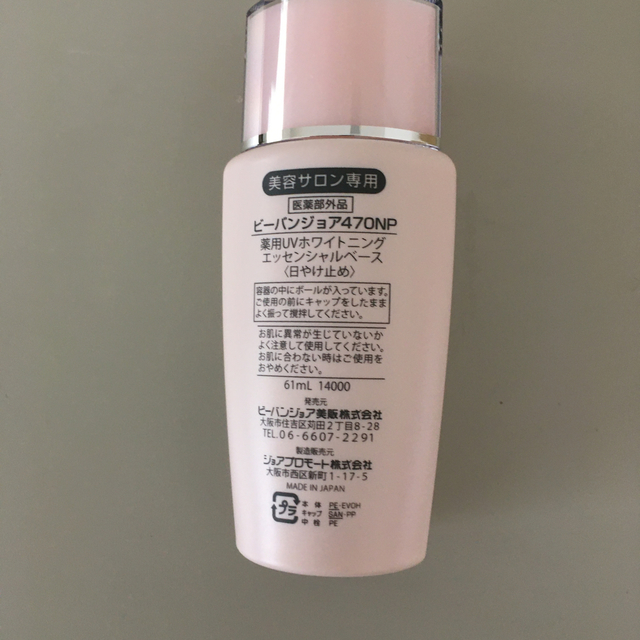 美容サロン専用
医薬部外品
ビーバンジョア470NP
薬用UVホワイトニング
エッセンシャルベース
〈日やけ止め〉
容器の中にボールが入っています。
ご使用の前にキャップをしたまま
よく振って撹拌してください。
お肌に異常が生じていないか
よく注意して使用してください。
お肌に合わない時はご使用を
おやめください。
61mL 14000
発売元
ビーバンジョア美販株式会社
大阪市住吉区苅田2丁目8-28
TEL.06-6607-2291
製造販売元
ジョアプロモート株式会社
大阪市西区新町1-17-5
MADE IN JAPAN
プラ
本体 PE·EVOH
キャップ SAN·PP
中栓 PE